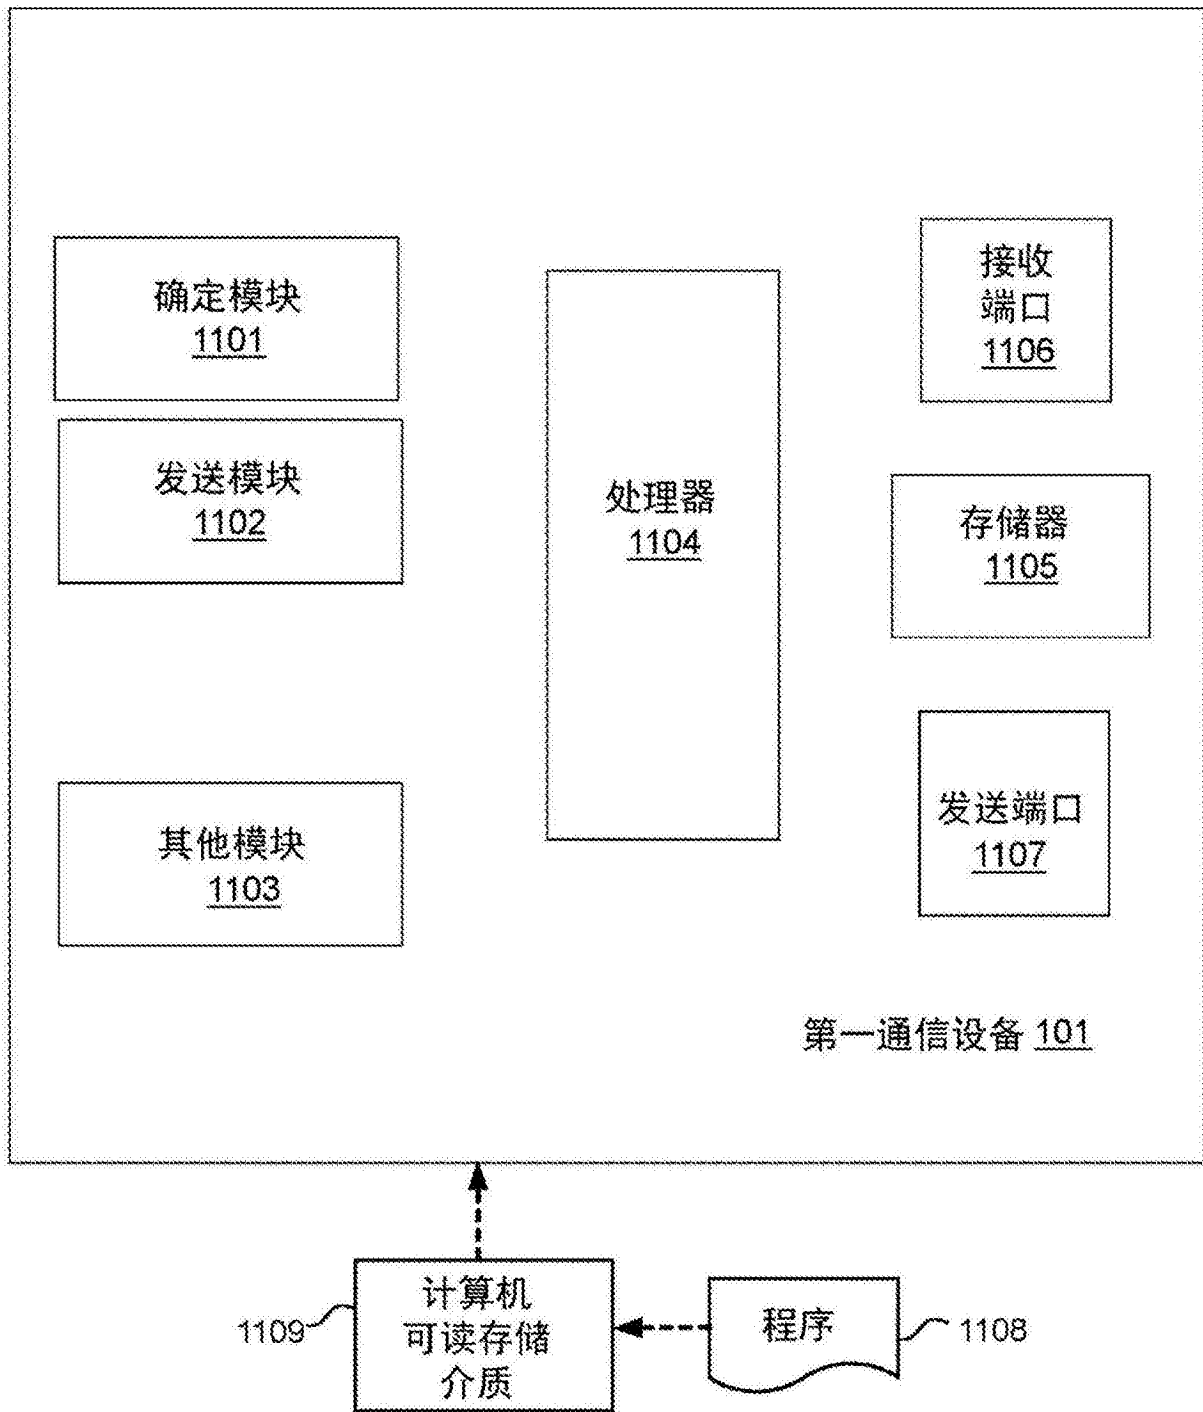 确定模块
1101
发送模块
1102
其他模块
1103
处理器
1104
接收
端口
1106
存储器
1105
发送端口
1107
第一通信设备 101
1109
计算机
可读存储
介质
程序
1108